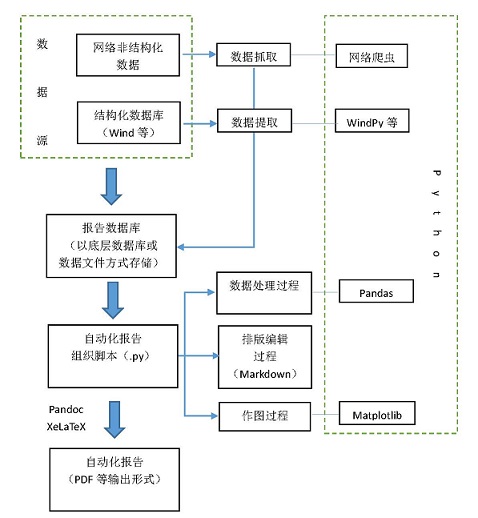 数
据
源
网络非结构化
数据
数据抓取
网络爬虫
结构化数据库
（Wind 等）
数据提取
WindPy 等
Python
报告数据库
（以底层数据库或
数据文件方式存储）
数据处理过程
Pandas
自动化报告
组织脚本（.py）
排版编辑
过程
（Markdown）
作图过程
Matplotlib
Pandoc
XeLaTeX
自动化报告
（PDF 等输出形式）